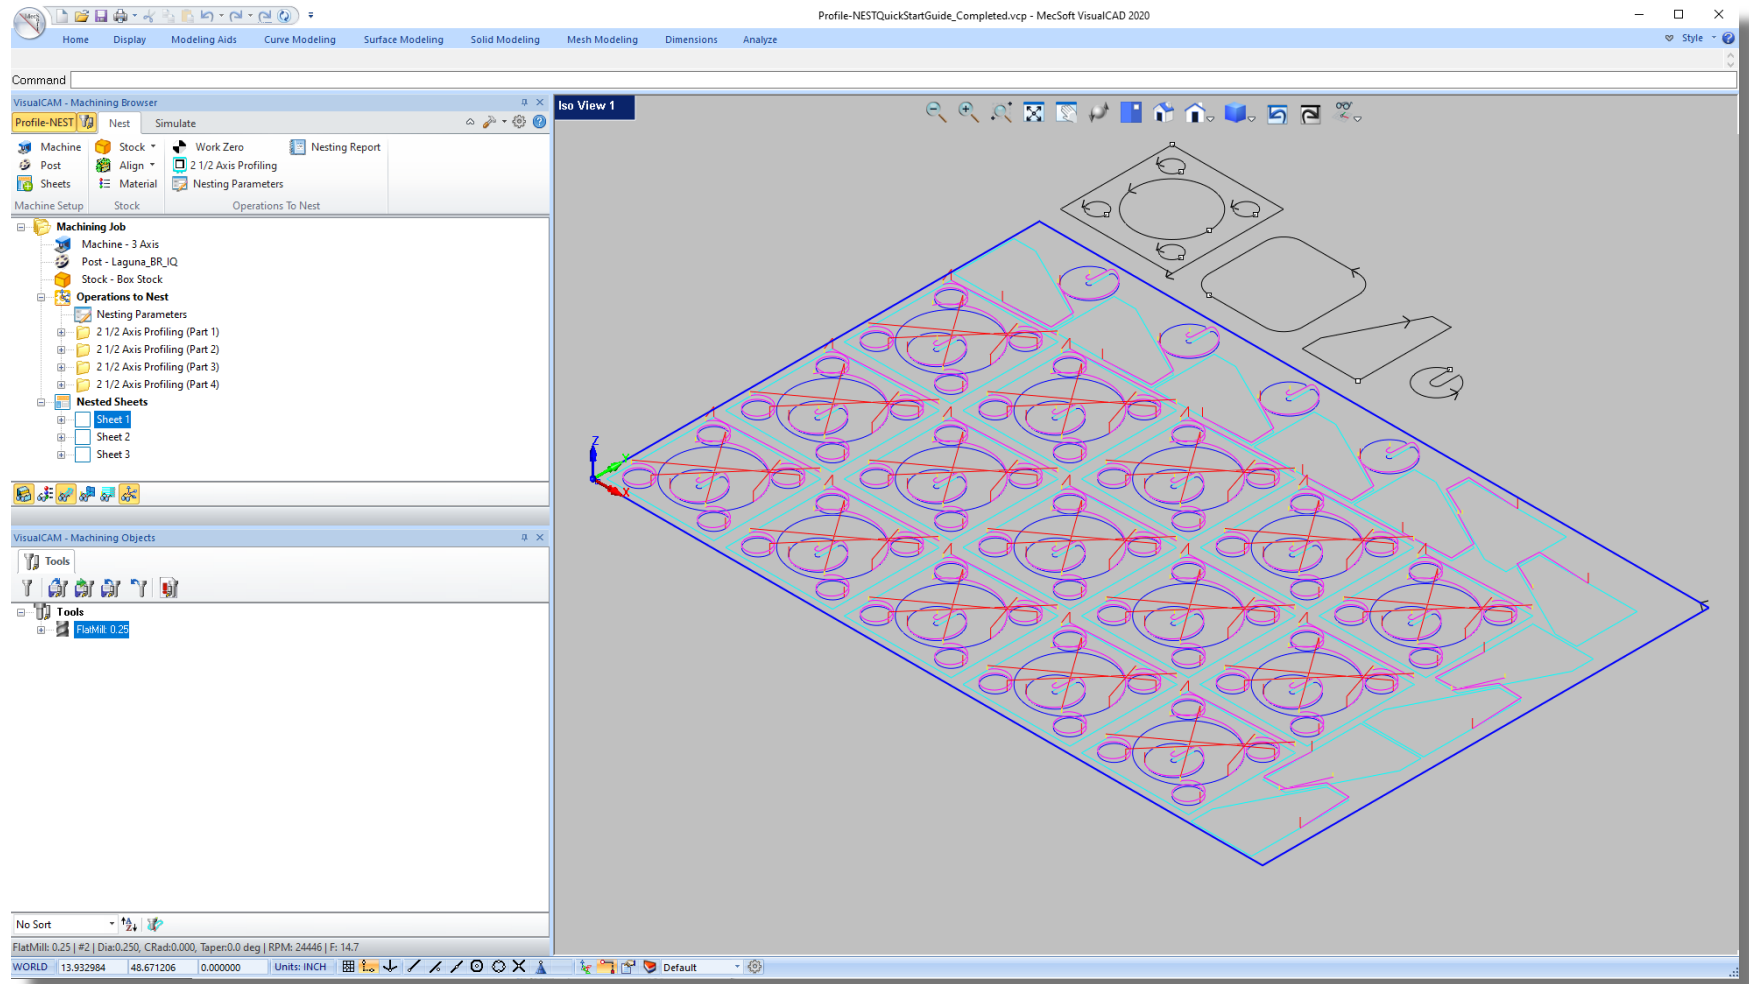 Profile-NESTQuickStartGuide_Completed.vcp - MecSoft VisualCAD 2020
Home Display Modeling Aids Curve Modeling Surface Modeling Solid Modeling Mesh Modeling Dimensions Analyze Style
Command
VisualCAM - Machining Browser
Iso View 1
Profile-NEST Nest Simulate
Machine Stock Work Zero Nesting Report
Post Align 2 1/2 Axis Profiling
Sheets Material Nesting Parameters
Machine Setup Stock Operations To Nest
Machining Job
Machine - 3 Axis
Post - Laguna_BR_IQ
Stock - Box Stock
Operations to Nest
Nesting Parameters
2 1/2 Axis Profiling (Part 1)
2 1/2 Axis Profiling (Part 2)
2 1/2 Axis Profiling (Part 3)
2 1/2 Axis Profiling (Part 4)
Nested Sheets
Sheet 1
Sheet 2
Sheet 3
Z
X
VisualCAM - Machining Objects
Tools
Tools
FlatMill: 0.25
No Sort
FlatMill: 0.25 | #2 | Dia:0.250, CRad:0.000, Taper:0.0 deg | RPM: 24446 | F: 14.7
WORLD 13.932984 48.671206 0.000000 Units: INCH Default